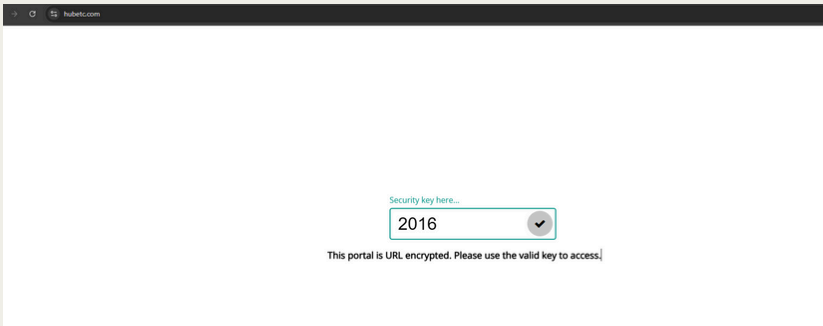 hubetc.com
Security key here...
2016
This portal is URL encrypted. Please use the valid key to access.